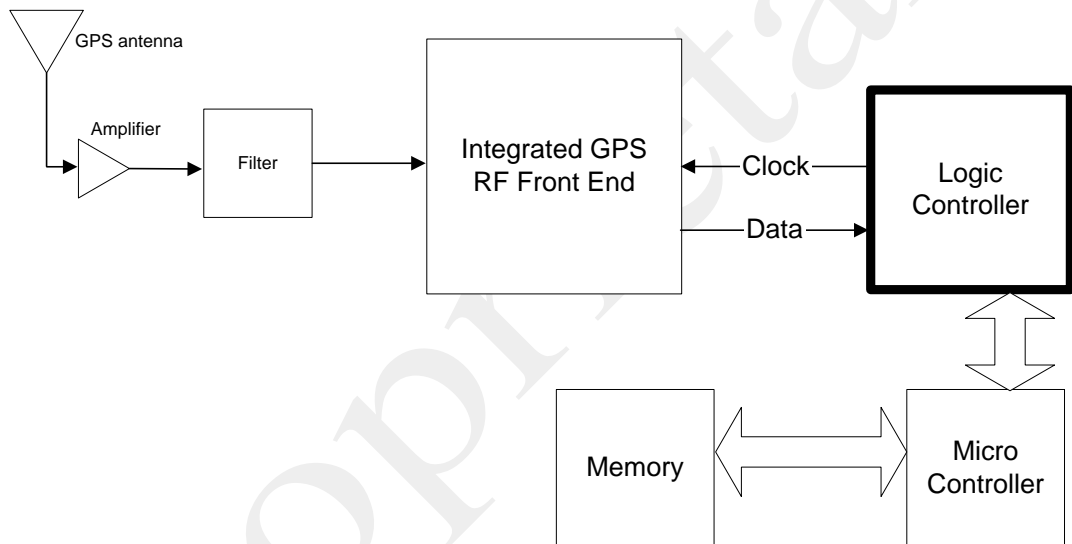 GPS antenna
Amplifier
Filter
Integrated GPS
RF Front End
Clock
Data
Logic
Controller
Memory
Micro
Controller